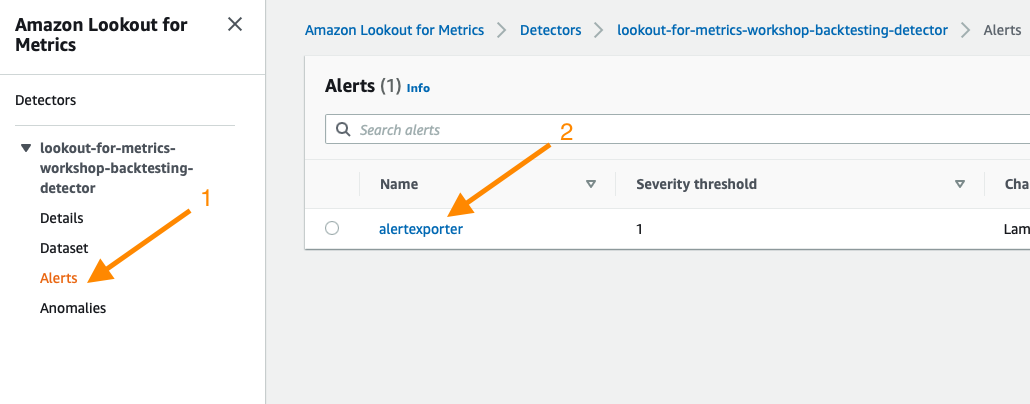 Amazon Lookout for
Metrics
Detectors
lookout-for-metrics-
workshop-backtesting-
detector
1
Details
Dataset
Alerts
Anomalies
Amazon Lookout for Metrics > Detectors > lookout-for-metrics-workshop-backtesting-detector > Alerts
Alerts (1) Info
Search alerts
2
Name Severity threshold Cha
alertexporter 1 Lam